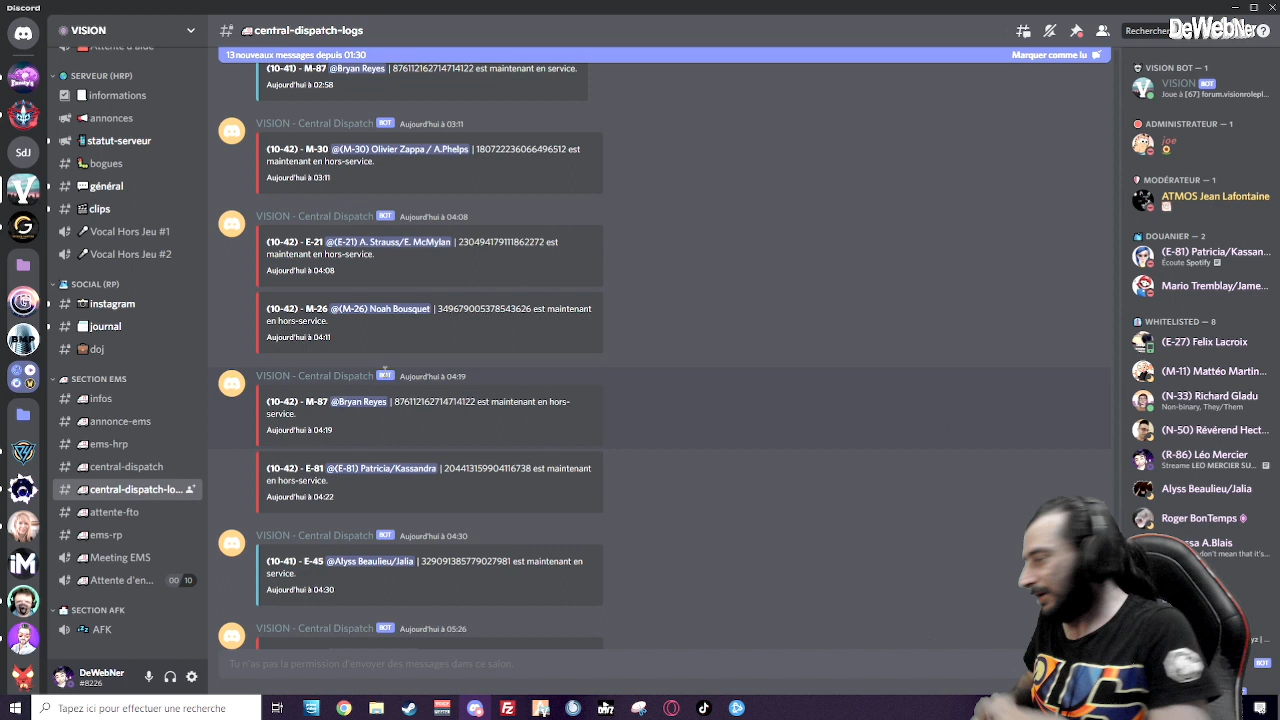 Discord
VISION
Attente d'aide
SERVEUR (HRP)
informations
annonces
statut-serveur
bogues
général
clips
Vocal Hors Jeu #1
Vocal Hors Jeu #2
SOCIAL (RP)
instagram
journal
doj
SECTION EMS
infos
annonce-ems
ems-hrp
central-dispatch
central-dispatch-lo...
attente-fto
ems-rp
Meeting EMS
Attente d'en... 00 10
SECTION AFK
AFK
DeWebber
#8226
central-dispatch-logs
Rechercher
DeWebber
13 nouveaux messages depuis 01:30
Marquer comme lu
(10-41) - M-87 @Bryan Reyes | 876112162714714122 est maintenant en service.
Aujourd'hui à 02:58
VISION - Central Dispatch BOT Aujourd'hui à 03:11
(10-42) - M-30 @(M-30) Olivier Zappa / A.Phelps | 180722236066496512 est
maintenant en hors-service.
Aujourd'hui à 03:11
VISION - Central Dispatch BOT Aujourd'hui à 04:08
(10-42) - E-21 @(E-21) A. Strauss/E. McMylan | 230494179111862272 est
maintenant en hors-service.
Aujourd'hui à 04:08
(10-42) - M-26 @(M-26) Noah Bousquet | 349679005378543626 est maintenant
en hors-service.
Aujourd'hui à 04:11
VISION - Central Dispatch BOT Aujourd'hui à 04:19
(10-42) - M-87 @Bryan Reyes | 876112162714714122 est maintenant en hors-
service.
Aujourd'hui à 04:19
(10-42) - E-81 @(E-81) Patricia/Kassandra | 204413159904116738 est maintenant
en hors-service.
Aujourd'hui à 04:22
VISION - Central Dispatch BOT Aujourd'hui à 04:30
(10-41) - E-45 @Alyss Beaulieu/Jalia | 329091385779027981 est maintenant en
service.
Aujourd'hui à 04:30
VISION - Central Dispatch BOT Aujourd'hui à 05:26
Tu n'as pas la permission d'envoyer des messages dans ce salon.
VISION BOT — 1
VISION BOT
Joue à [67] forum.visionrolepl...
ADMINISTRATEUR — 1
joe
MODÉRATEUR — 1
ATMOS Jean Lafontaine
DOUANIER — 2
(E-81) Patricia/Kassan...
Écoute Spotify
Mario Tremblay/Jame...
WHITELISTED — 8
(E-27) Felix Lacroix
(M-11) Mattéo Martin...
(N-23) Richard Gladu
Non-binary, They/Them
(N-50) Révérend Hect...
(R-86) Léo Mercier
Streame LEO MERCIER SU...
Alyss Beaulieu/Jalia
Roger BonTemps
ssa A.Blais
BOT
SdJ
BMP
Tapez ici pour effectuer une recherche